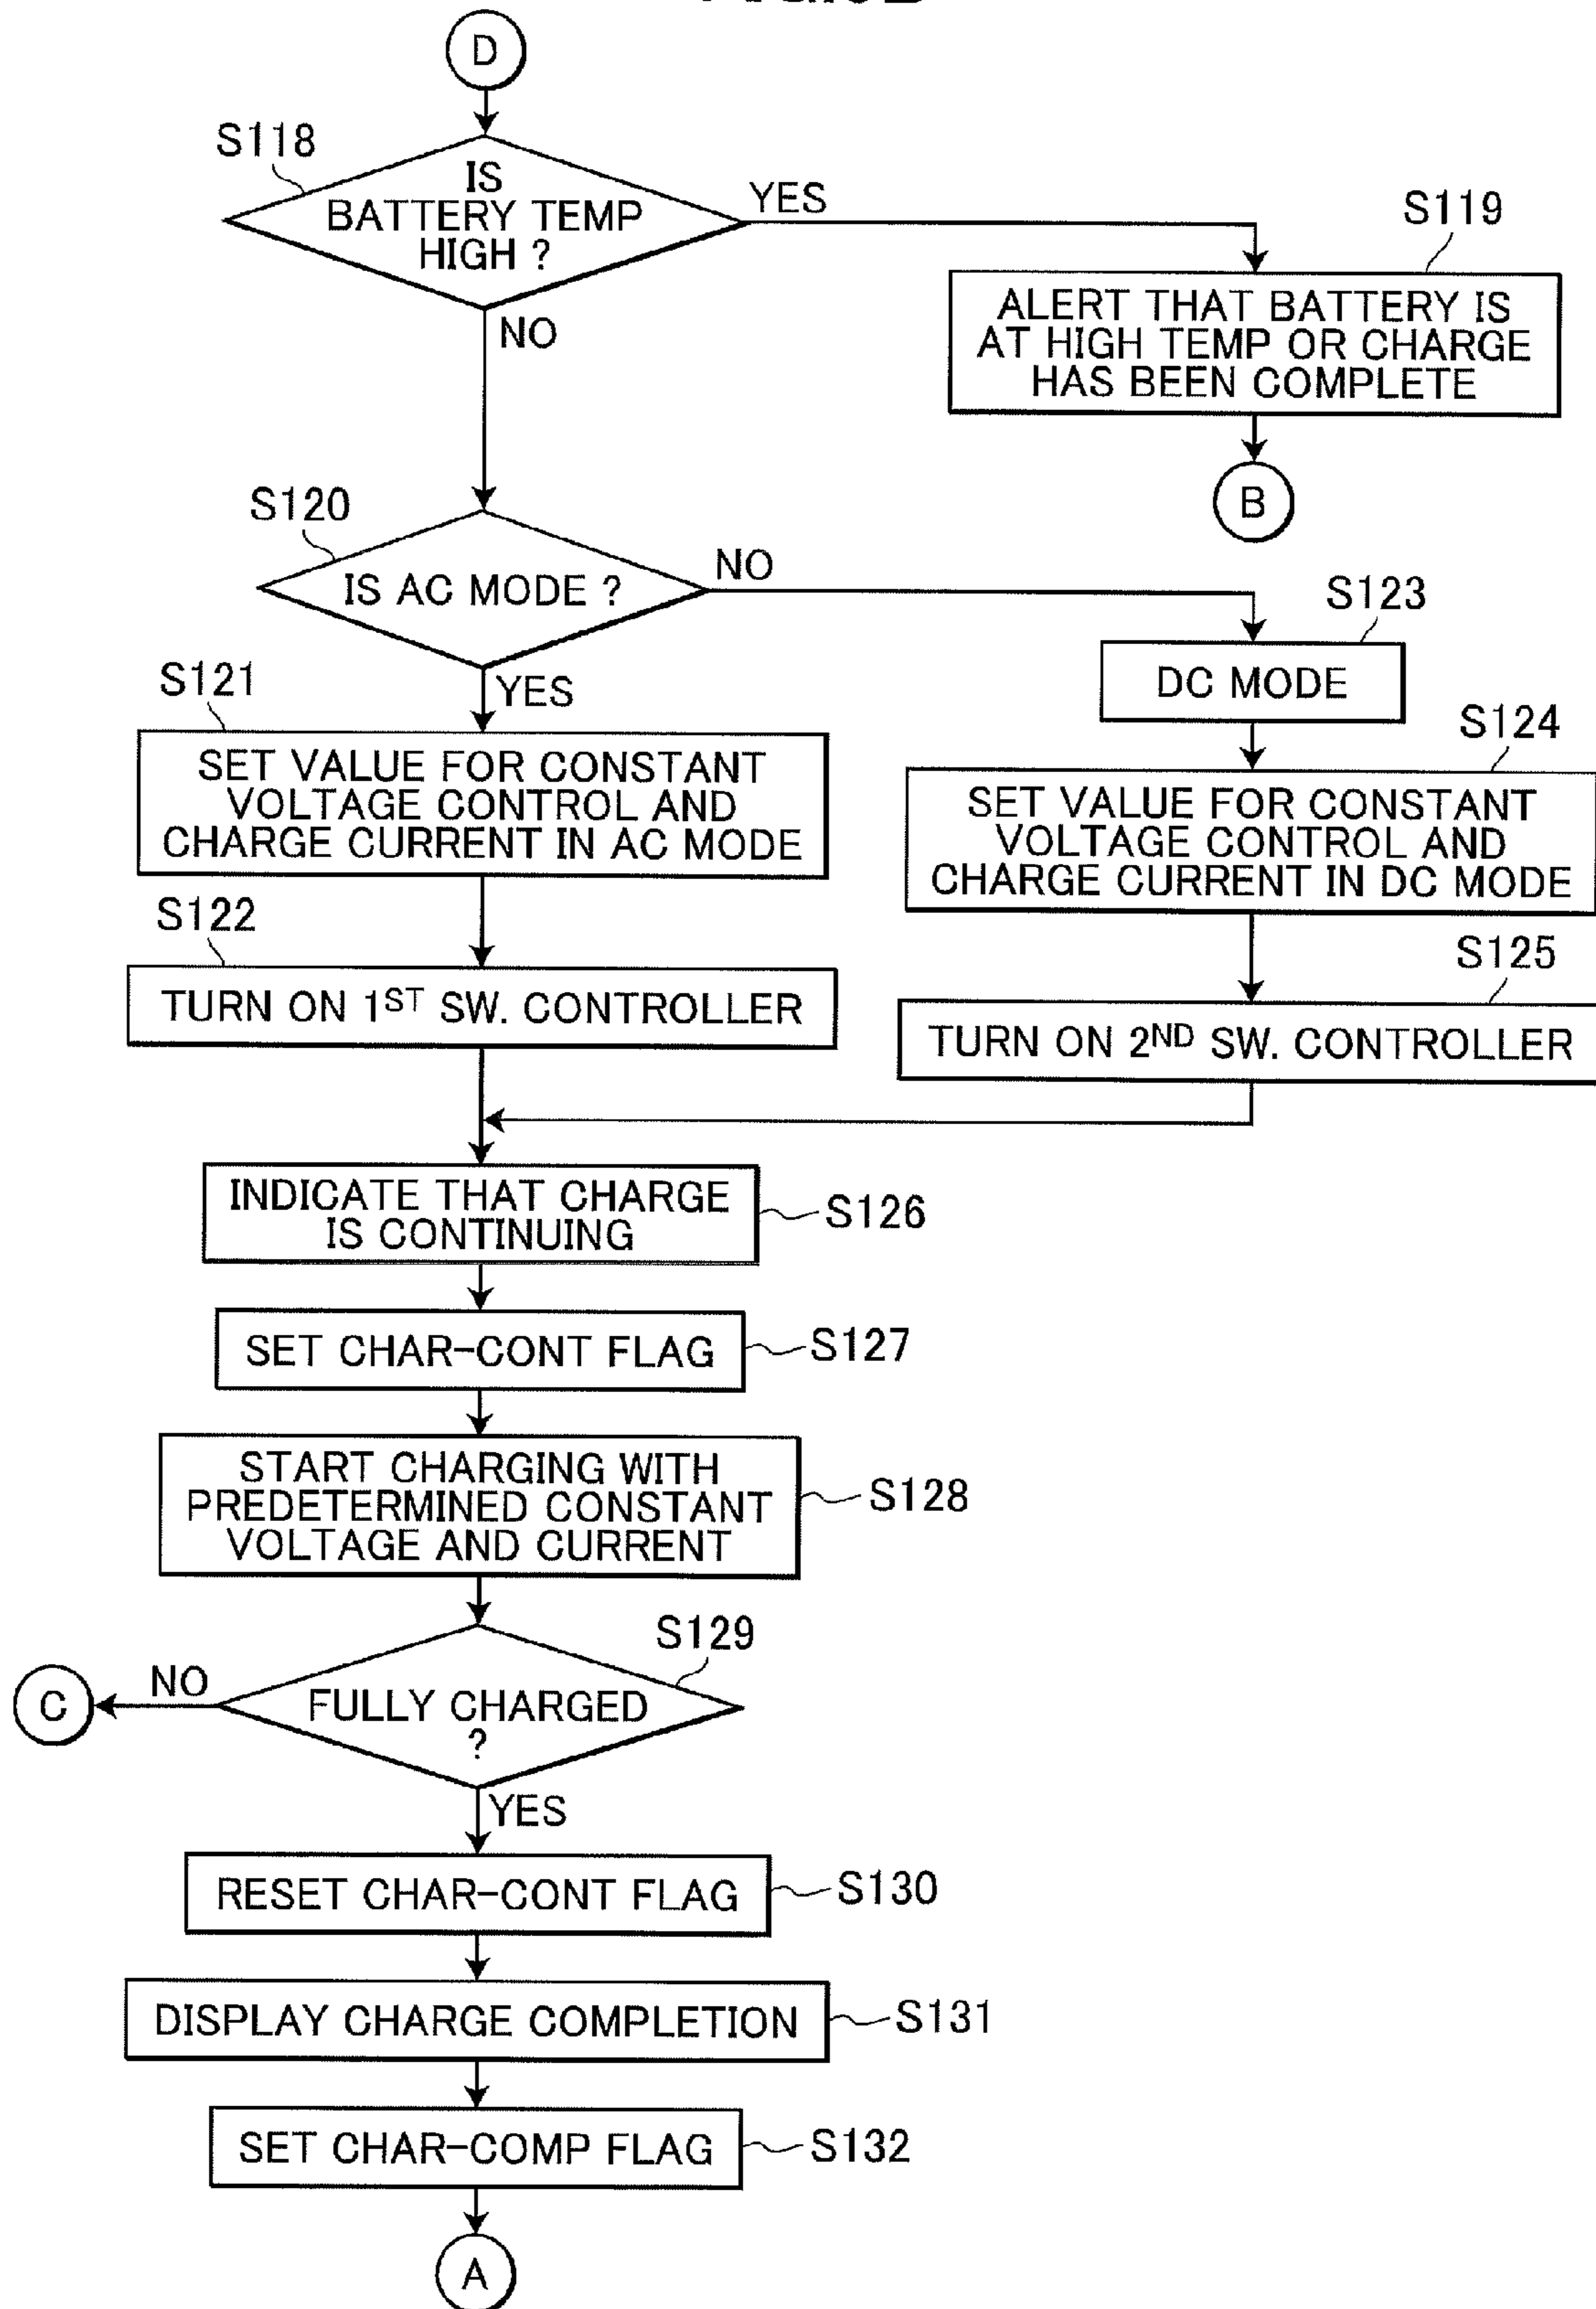 D
S118
IS
BATTERY TEMP
HIGH ?
YES
NO
S119
ALERT THAT BATTERY IS
AT HIGH TEMP OR CHARGE
HAS BEEN COMPLETE
B
S120
IS AC MODE ?
NO
YES
S123
DC MODE
S121
SET VALUE FOR CONSTANT
VOLTAGE CONTROL AND
CHARGE CURRENT IN AC MODE
S124
SET VALUE FOR CONSTANT
VOLTAGE CONTROL AND
CHARGE CURRENT IN DC MODE
S122
TURN ON 1ST SW. CONTROLLER
S125
TURN ON 2ND SW. CONTROLLER
INDICATE THAT CHARGE
IS CONTINUING
S126
SET CHAR-CONT FLAG
S127
START CHARGING WITH
PREDETERMINED CONSTANT
VOLTAGE AND CURRENT
S128
S129
FULLY CHARGED
?
NO
C
YES
RESET CHAR-CONT FLAG
S130
DISPLAY CHARGE COMPLETION
S131
SET CHAR-COMP FLAG
S132
A